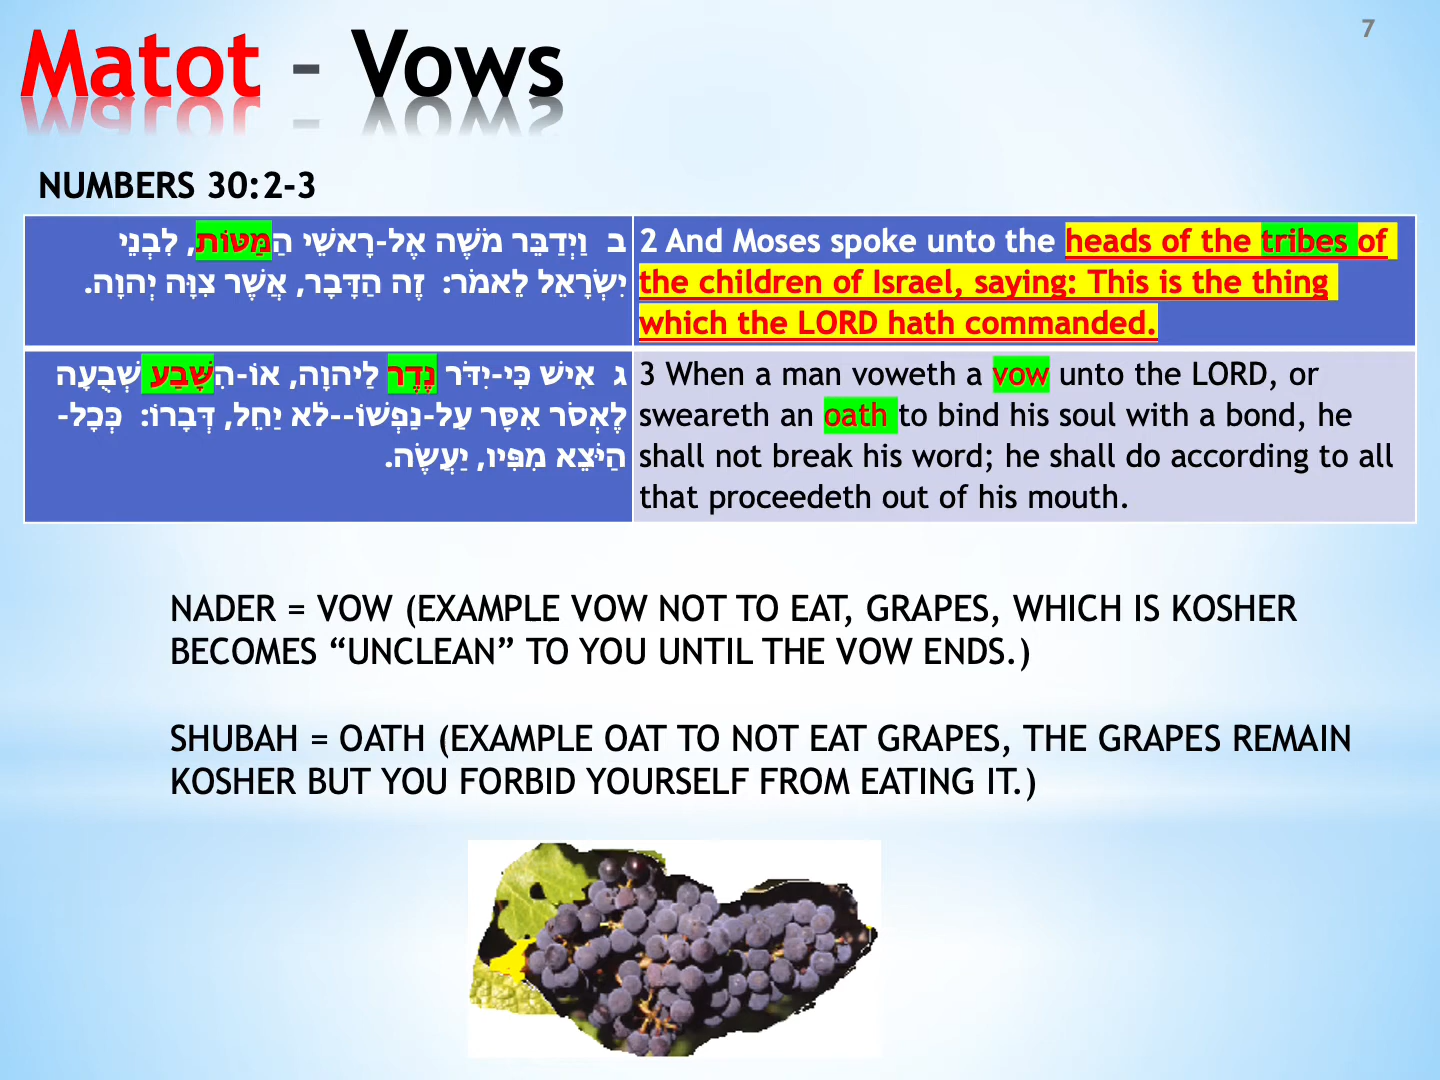 7
Matot – Vows
NUMBERS 30:2-3
ב  וַיְדַבֵּר מֹשֶׁה אֶל-רָאשֵׁי הַמַּטּוֹת, לִבְנֵי
יִשְׂרָאֵל לֵאמֹר:  זֶה הַדָּבָר, אֲשֶׁר צִוָּה יְהוָה.
2 And Moses spoke unto the heads of the tribes of
the children of Israel, saying: This is the thing
which the LORD hath commanded.
ג  אִישׁ כִּי-יִדֹּר נֶדֶר לַיהוָה, אוֹ-הִשָּׁבַע שְׁבֻעָה
לֶאְסֹר אִסָּר עַל-נַפְשׁוֹ--לֹא יַחֵל, דְּבָרוֹ:  כְּכָל-
הַיֹּצֵא מִפִּיו, יַעֲשֶׂה.
3 When a man voweth a vow unto the LORD, or
sweareth an oath to bind his soul with a bond, he
shall not break his word; he shall do according to all
that proceedeth out of his mouth.
NADER = VOW (EXAMPLE VOW NOT TO EAT, GRAPES, WHICH IS KOSHER
BECOMES “UNCLEAN” TO YOU UNTIL THE VOW ENDS.)
SHUBAH = OATH (EXAMPLE OAT TO NOT EAT GRAPES, THE GRAPES REMAIN
KOSHER BUT YOU FORBID YOURSELF FROM EATING IT.)